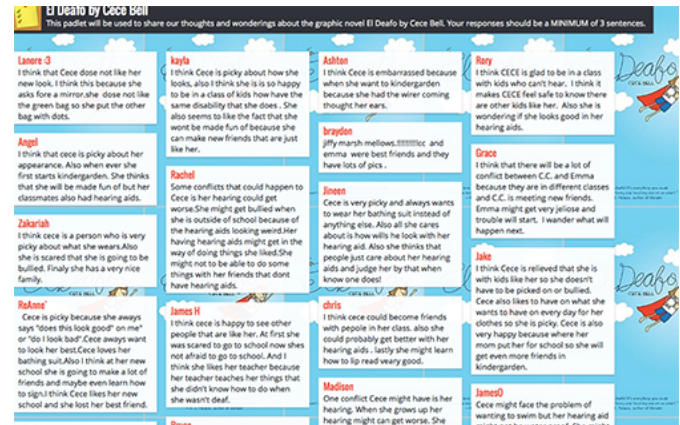 El Deafo by Cece Bell
This padlet will be used to share our thoughts and wonderings about the graphic novel El Deafo by Cece Bell. Your responses should be a MINIMUM of 3 sentences.
Lanore :3
I think that Cece dose not like her
new look. I think this because she
asks fore a mirror.she dose not like
the green bag so she put the other
bag with dots.
Angel
I think that cece is picky about her
appearance. Also when ever she
first starts kindergarden. She thinks
that she will be made fun of but her
classmates also had hearing aids.
Zakariah
I think cece is a person who is very
picky about what she wears.Also
she is scared that she is going to be
bullied. Finaly she has a very nice
family.
ReAnne'
Cece is picky because she aways
says "does this look good" on me"
or "do I look bad".Cece aways want
to look her best.Cece loves her
bathing suit.Also I think at her new
school she is going to make a lot of
friends and maybe even learn how
to sign.I think Cece likes her new
school and she lost her best friend.
kayla
I think Cece is picky about how she
looks, also I think she is is so happy
to be in a class of kids how have the
same disability that she does . She
also seems to like the fact that she
wont be made fun of because she
can make new friends that are just
like her.
Rachel
Some conflicts that could happen to
Cece is her hearing could get
worse.She might get bullied when
she is outside of school because of
the hearing aids looking weird.Her
having hearing aids might get in the
way of doing things she liked.She
might not to be able to do some
things with her friends that dont
have hearing aids.
James H
I think cece is happy to see other
people that are like her. At first she
was scared to go to school now shes
not afraid to go to school. And I
think she likes her teacher because
her teacher teaches her things that
she didn't know how to do when
she wasn't deaf.
Ashton
I think Cece is embarrassed because
when she want to kindergarden
because she had the wirer coming
thought her ears.
braydon
jiffy marsh mellows.!!!!!!!!!cc and
emma were best friends and they
have lots of pics .
Jineen
Cece is very picky and always wants
to wear her bathing suit instead of
anything else. Also all she cares
about is how wills he look with her
hearing aid. Also she thinks that
people just care about her hearing
aids and judge her by that when
know one does!
chris
I think cece could become friends
with pepole in her class. also she
could probably get better with her
hearing aids . lastly she might learn
how to lip read veary good.
Madison
One conflict Cece might have is her
hearing. When she grows up her
hearing might can get worse. She
Rory
I think CECE is glad to be in a class
with kids who can't hear. I think it
makes CECE feel safe to know there
are other kids like her. Also she is
wondering if she looks good in her
hearing aids.
Grace
I think that there will be a lot of
conflict between C.C. and Emma
because they are in different classes
and C.C. is meeting new friends.
Emma might get very jeliose and
trouble will start. I wander what will
happen next.
Jake
I think Cece is relieved that she is
with kids like her so she doesn't
have to be picked on or bullied.
Cece also likes to have on what she
wants to have on every day for her
clothes so she is picky. Cece is also
very happy because where her
mom put her for school so she will
get even more friends in
kindergarden.
JamesO
Cece might face the problem of
wanting to swim but her hearing aid
Deafo
CECE BELL
Deafo
CECE BELL